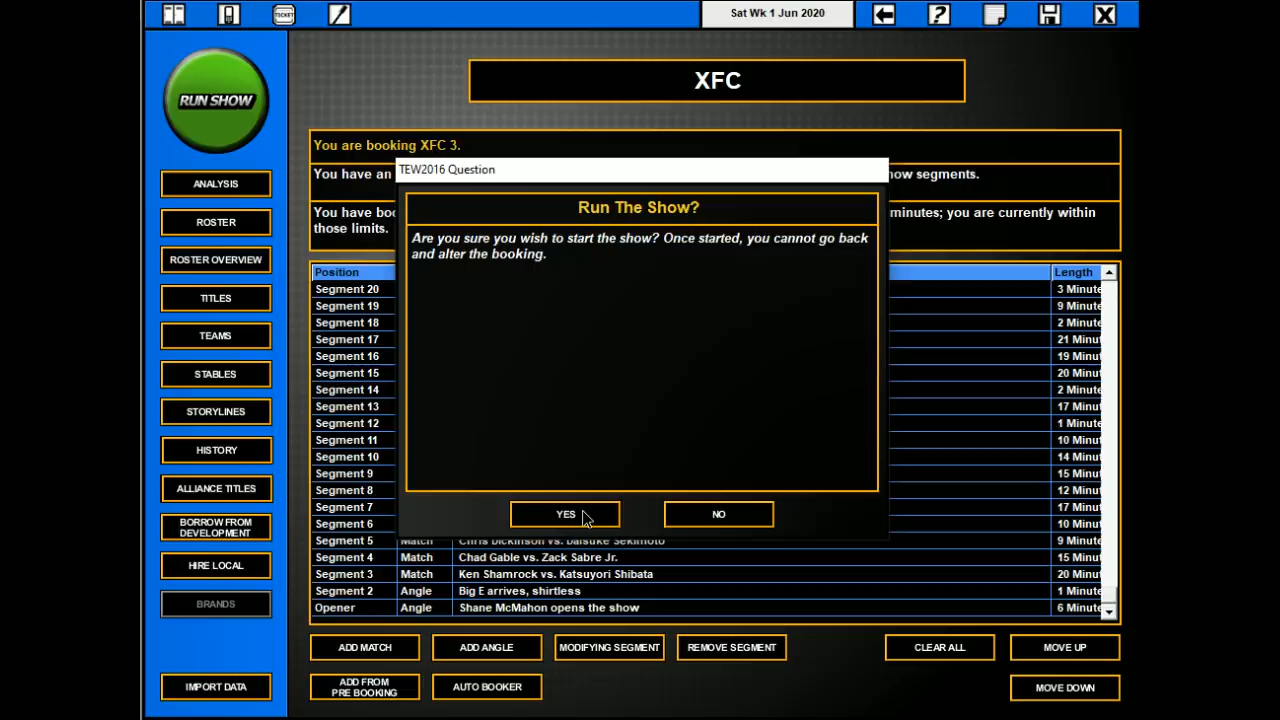 TICKET
Sat Wk 1 Jun 2020
?
X
RUN SHOW
XFC
You are booking XFC 3.
You have an
ow segments.
You have boo
minutes; you are currently within
those limits.
TEW2016 Question
Run The Show?
Are you sure you wish to start the show? Once started, you cannot go back
and alter the booking.
YES
NO
ANALYSIS
ROSTER
ROSTER OVERVIEW
TITLES
TEAMS
STABLES
STORYLINES
HISTORY
ALLIANCE TITLES
BORROW FROM
DEVELOPMENT
HIRE LOCAL
BRANDS
IMPORT DATA
Position
Length
Segment 20
3 Minute
Segment 19
9 Minute
Segment 18
2 Minute
Segment 17
21 Minut
Segment 16
19 Minut
Segment 15
20 Minut
Segment 14
2 Minute
Segment 13
17 Minut
Segment 12
1 Minute
Segment 11
10 Minut
Segment 10
14 Minut
Segment 9
15 Minut
Segment 8
12 Minut
Segment 7
17 Minut
Segment 6
10 Minut
Segment 5 Match Chris Dickinson vs. Daisuke Sekimoto 9 Minute
Segment 4 Match Chad Gable vs. Zack Sabre Jr. 15 Minut
Segment 3 Match Ken Shamrock vs. Katsuyori Shibata 20 Minut
Segment 2 Angle Big E arrives, shirtless 1 Minute
Opener Angle Shane McMahon opens the show 6 Minute
ADD MATCH
ADD ANGLE
MODIFYING SEGMENT
REMOVE SEGMENT
CLEAR ALL
MOVE UP
ADD FROM
PRE BOOKING
AUTO BOOKER
MOVE DOWN